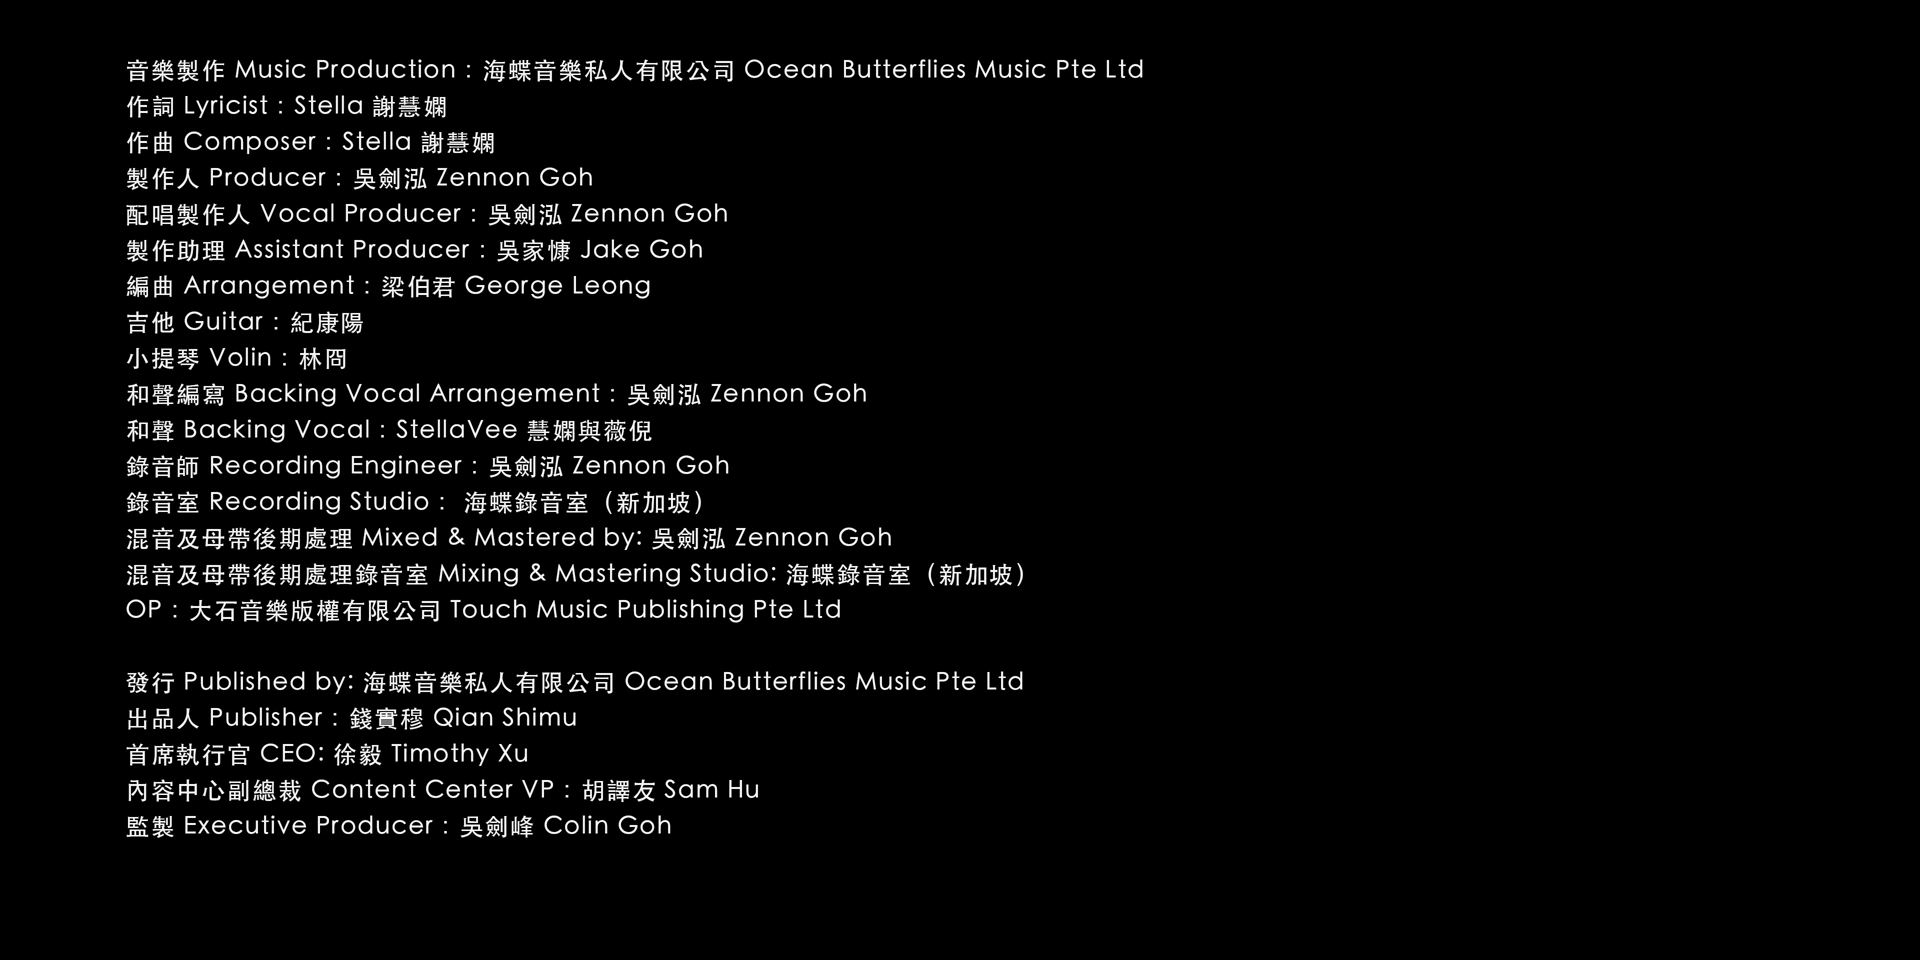 音樂製作 Music Production : 海蝶音樂私人有限公司 Ocean Butterflies Music Pte Ltd
作詞 Lyricist : Stella 謝慧嫻
作曲 Composer : Stella 謝慧嫻
製作人 Producer : 吳劍泓 Zennon Goh
配唱製作人 Vocal Producer : 吳劍泓 Zennon Goh
製作助理 Assistant Producer : 吳家慷 Jake Goh
編曲 Arrangement : 梁伯君 George Leong
吉他 Guitar : 紀康陽
小提琴 Volin : 林冏
和聲編寫 Backing Vocal Arrangement : 吳劍泓 Zennon Goh
和聲 Backing Vocal : StellaVee 慧嫻與薇倪
錄音師 Recording Engineer : 吳劍泓 Zennon Goh
錄音室 Recording Studio : 海蝶錄音室（新加坡）
混音及母帶後期處理 Mixed & Mastered by: 吳劍泓 Zennon Goh
混音及母帶後期處理錄音室 Mixing & Mastering Studio: 海蝶錄音室（新加坡）
OP : 大石音樂版權有限公司 Touch Music Publishing Pte Ltd
發行 Published by: 海蝶音樂私人有限公司 Ocean Butterflies Music Pte Ltd
出品人 Publisher : 錢實穆 Qian Shimu
首席執行官 CEO: 徐毅 Timothy Xu
內容中心副總裁 Content Center VP : 胡譯友 Sam Hu
監製 Executive Producer : 吳劍峰 Colin Goh